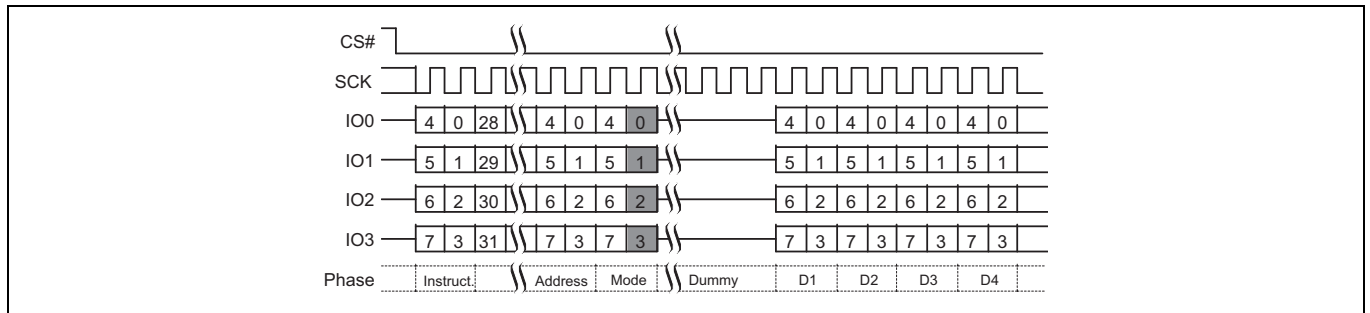 CS#
SCK
IO0 4 0 28 4 0 4 0 4 0 4 0 4 0 4 0
IO1 5 1 29 5 1 5 1 5 1 5 1 5 1 5 1
IO2 6 2 30 6 2 6 2 6 2 6 2 6 2 6 2
IO3 7 3 31 7 3 7 3 7 3 7 3 7 3 7 3
Phase Instruct. Address Mode Dummy D1 D2 D3 D4